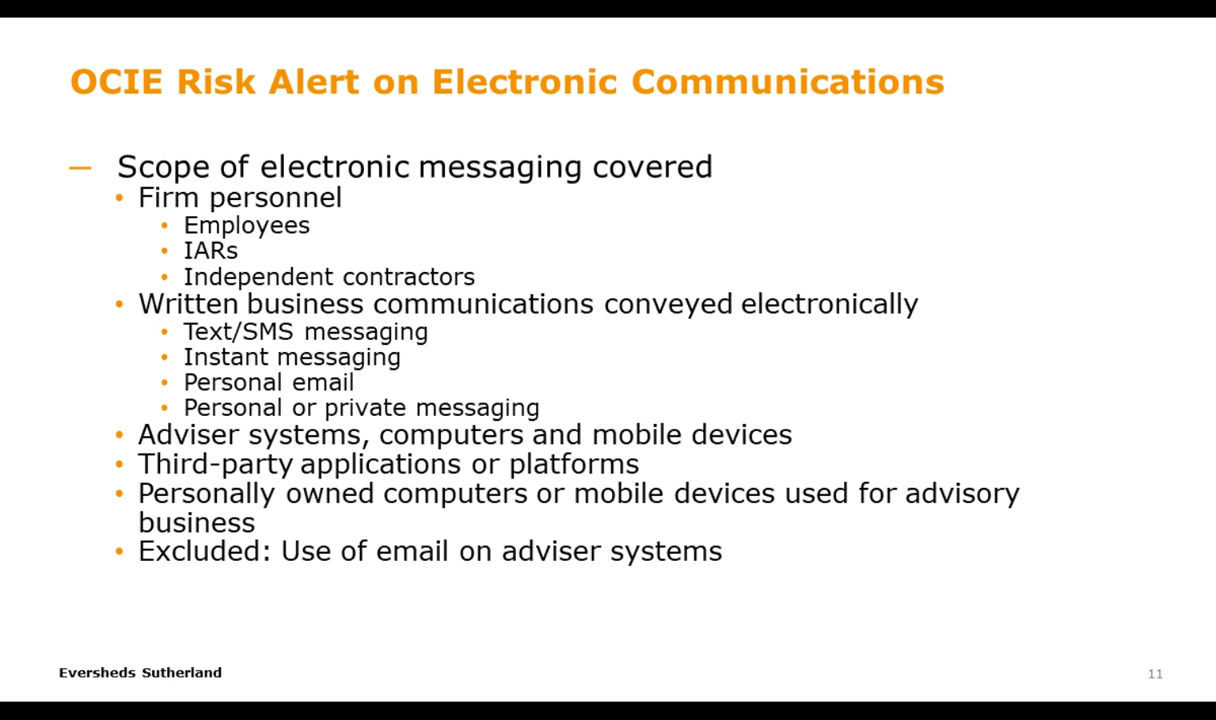 OCIE Risk Alert on Electronic Communications
— Scope of electronic messaging covered
• Firm personnel
• Employees
• IARs
• Independent contractors
• Written business communications conveyed electronically
• Text/SMS messaging
• Instant messaging
• Personal email
• Personal or private messaging
• Adviser systems, computers and mobile devices
• Third-party applications or platforms
• Personally owned computers or mobile devices used for advisory
business
• Excluded: Use of email on adviser systems
Eversheds Sutherland
11